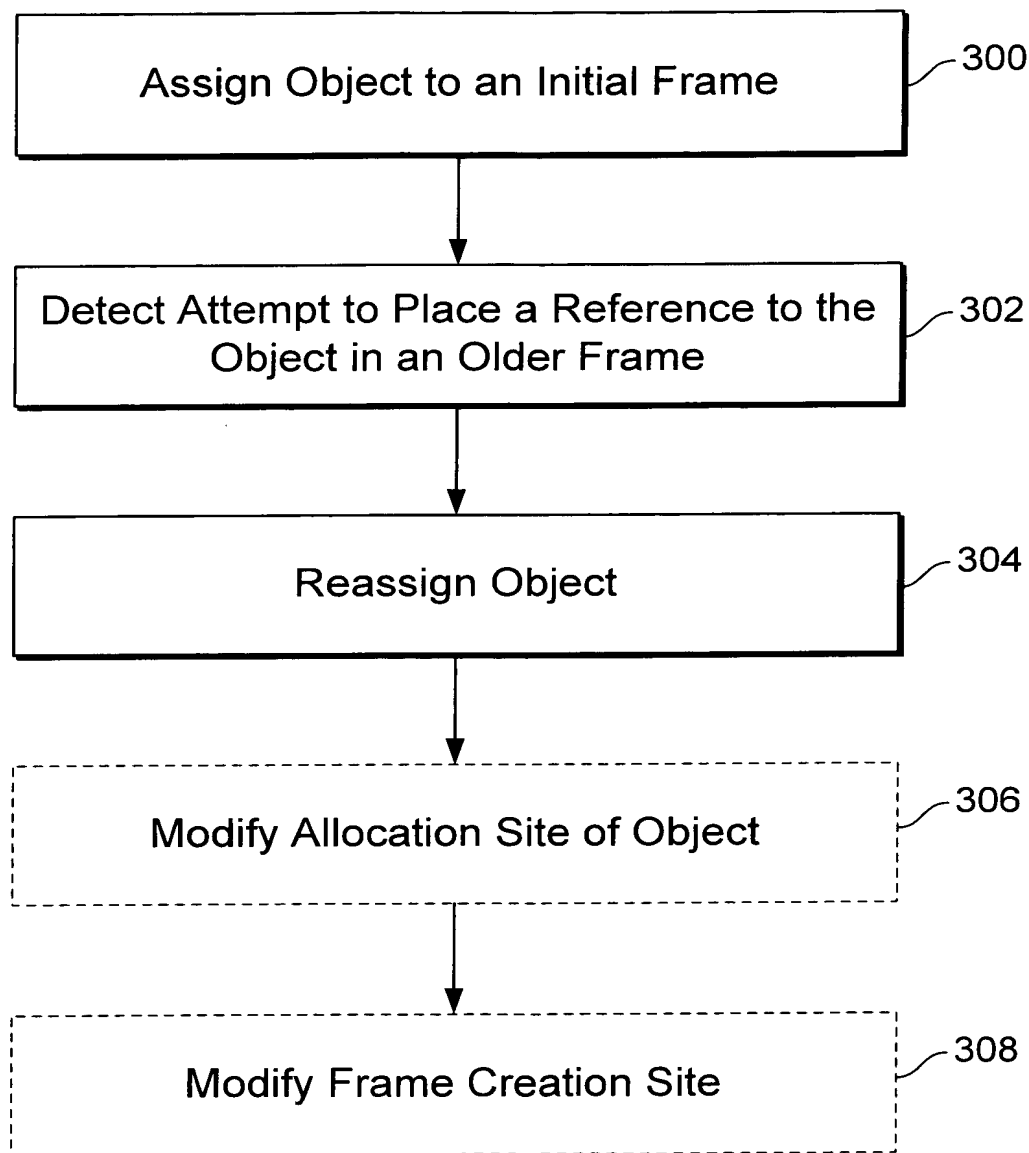 Assign Object to an Initial Frame
300
Detect Attempt to Place a Reference to the
Object in an Older Frame
302
Reassign Object
304
Modify Allocation Site of Object
306
Modify Frame Creation Site
308